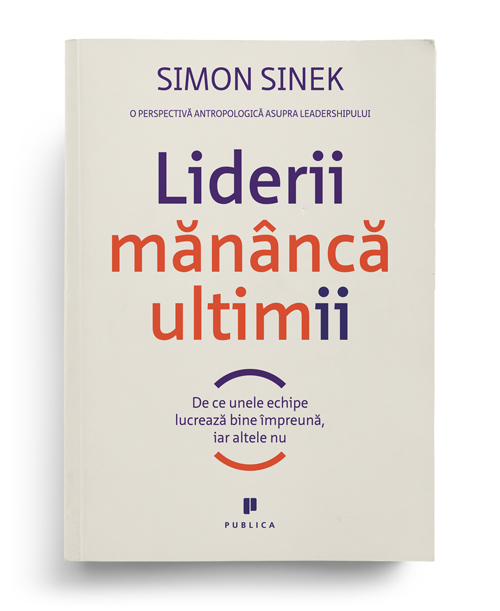 SIMON SINEK
O PERSPECTIVĂ ANTROPOLOGICĂ ASUPRA LEADERSHIPULUI
Liderii
mănâncă
ultimii
De ce unele echipe
lucrează bine împreună,
iar altele nu
PUBLICA